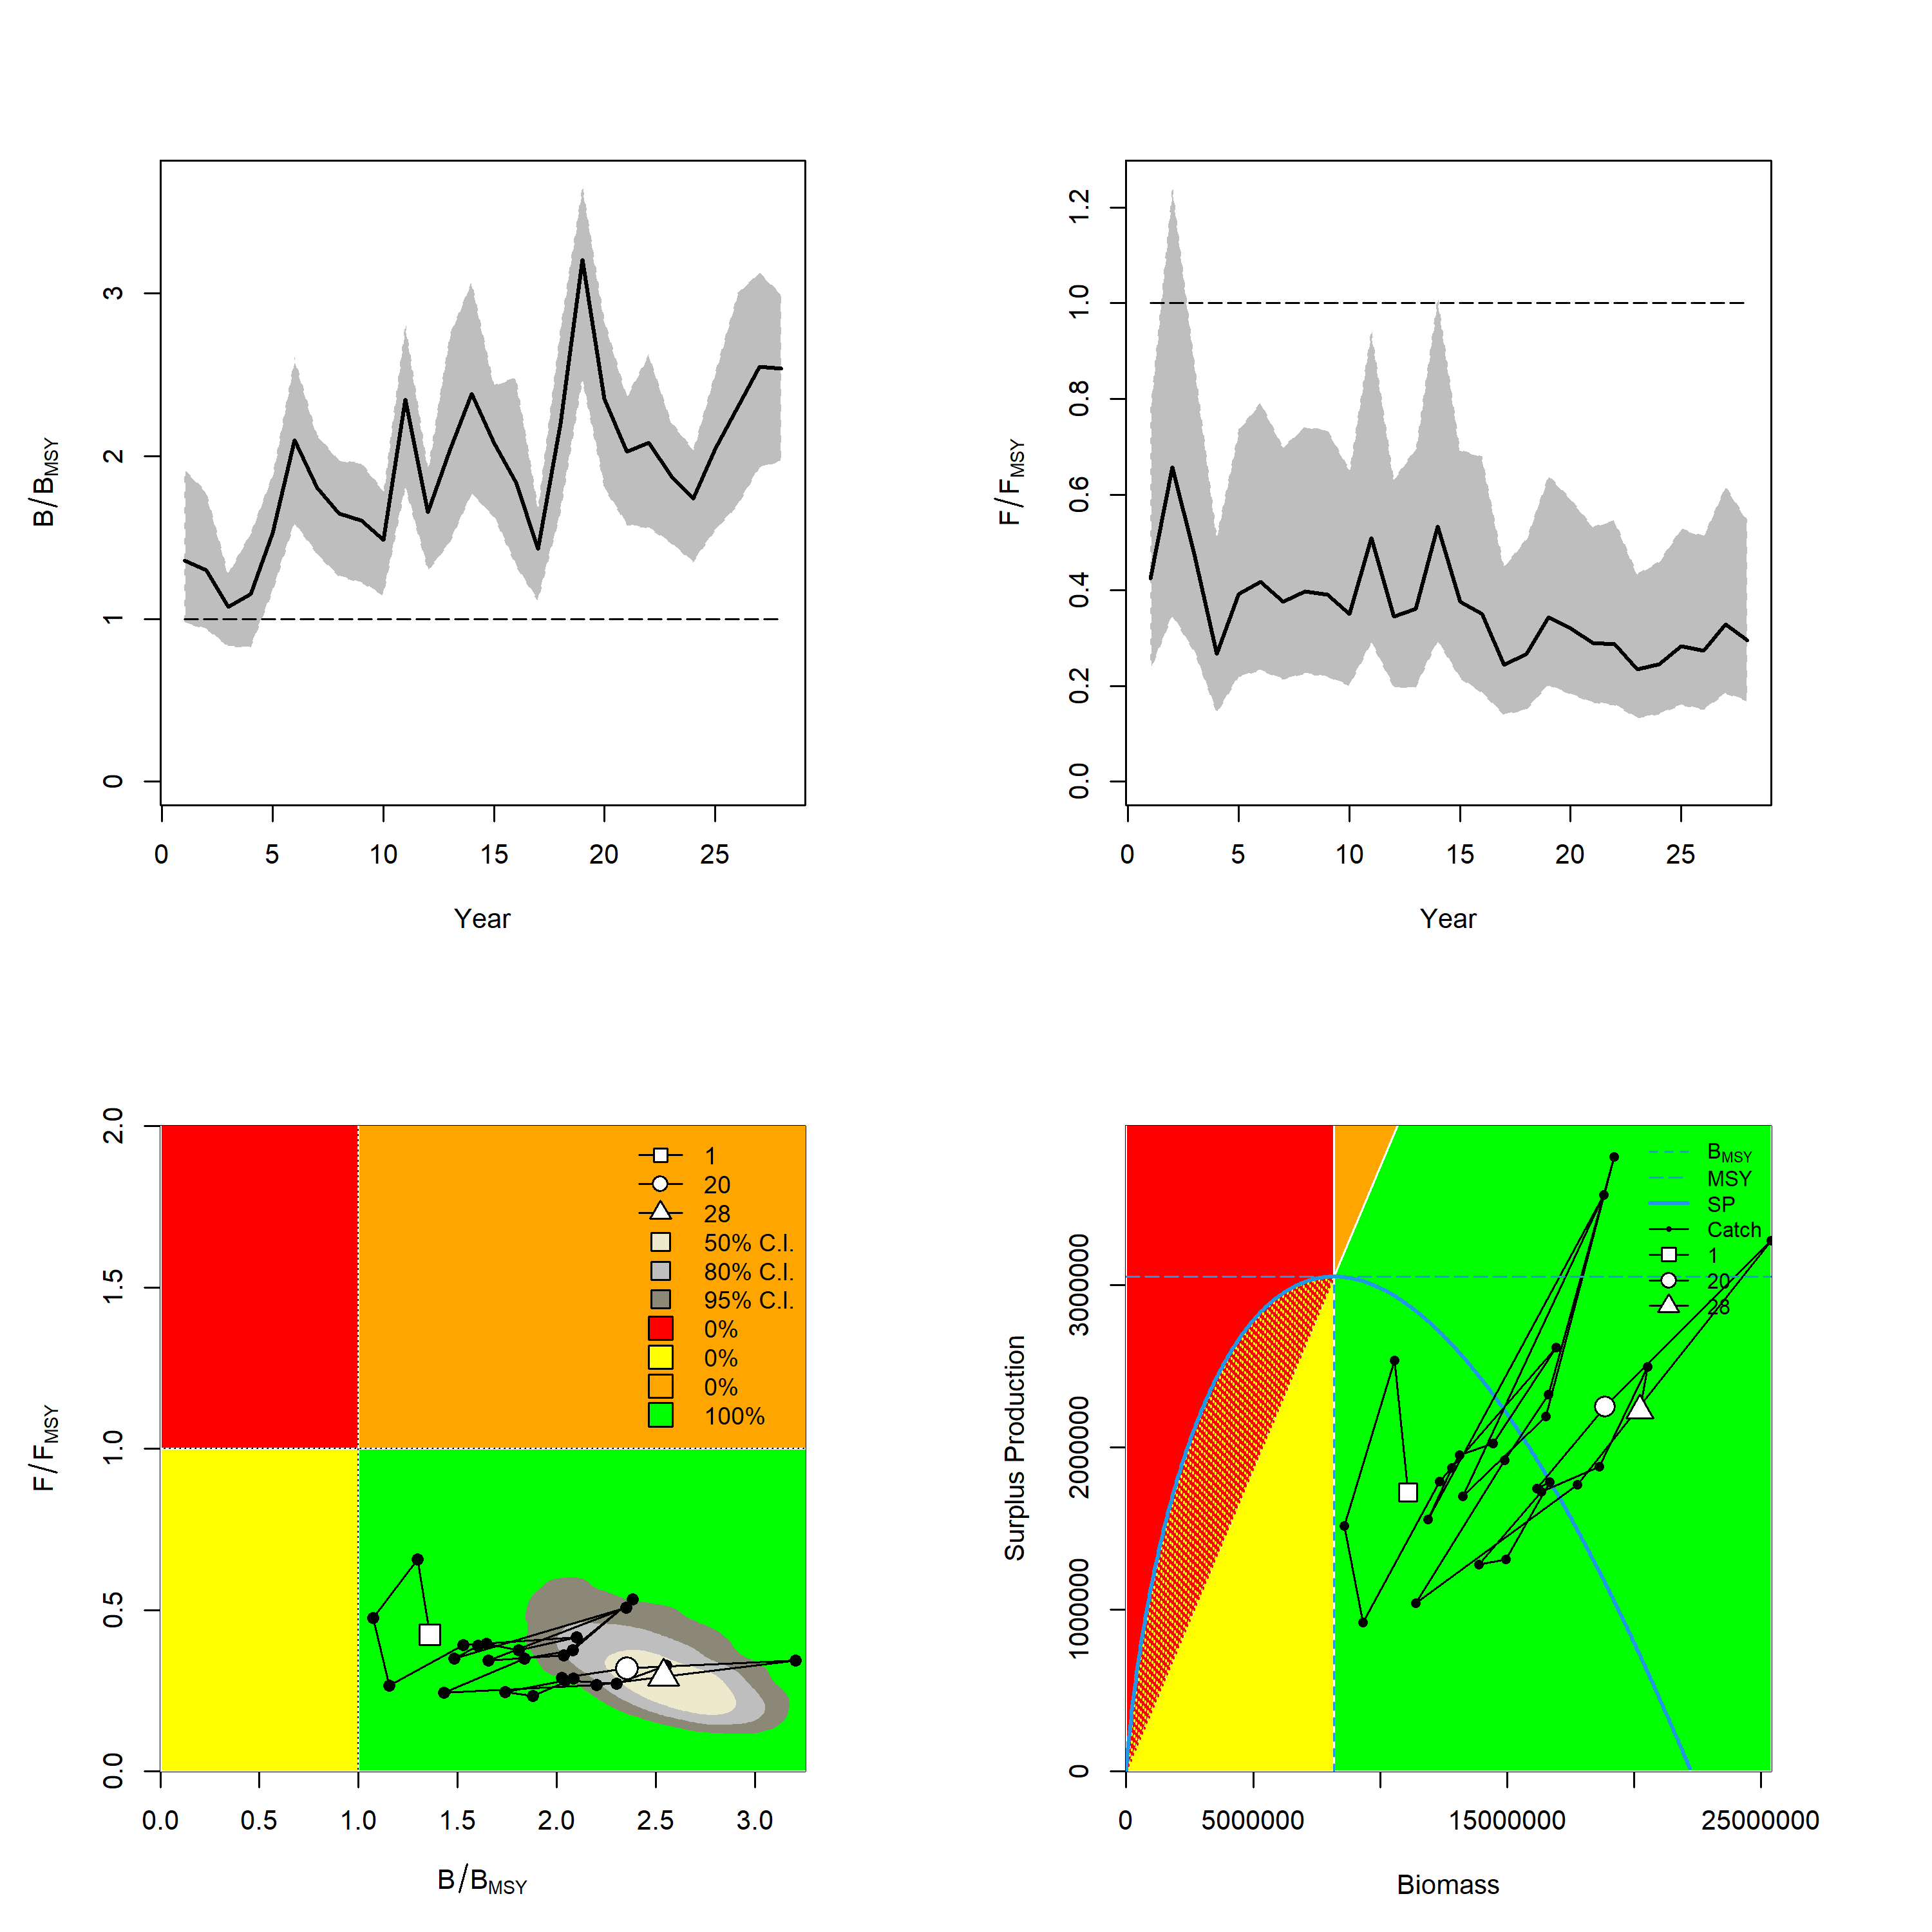 B/BMSY
3
2
1
0
0 5 10 15 20 25
Year
F/FMSY
1.2
1.0
0.8
0.6
0.4
0.2
0.0
0 5 10 15 20 25
Year
F/FMSY
2.0
1.5
1.0
0.5
0.0
1
20
28
50% C.I.
80% C.I.
95% C.I.
0%
0%
0%
100%
0.0 0.5 1.0 1.5 2.0 2.5 3.0
B/BMSY
Surplus Production
3000000
2000000
1000000
0
BMSY
MSY
SP
Catch
1
20
28
0 5000000 15000000 25000000
Biomass